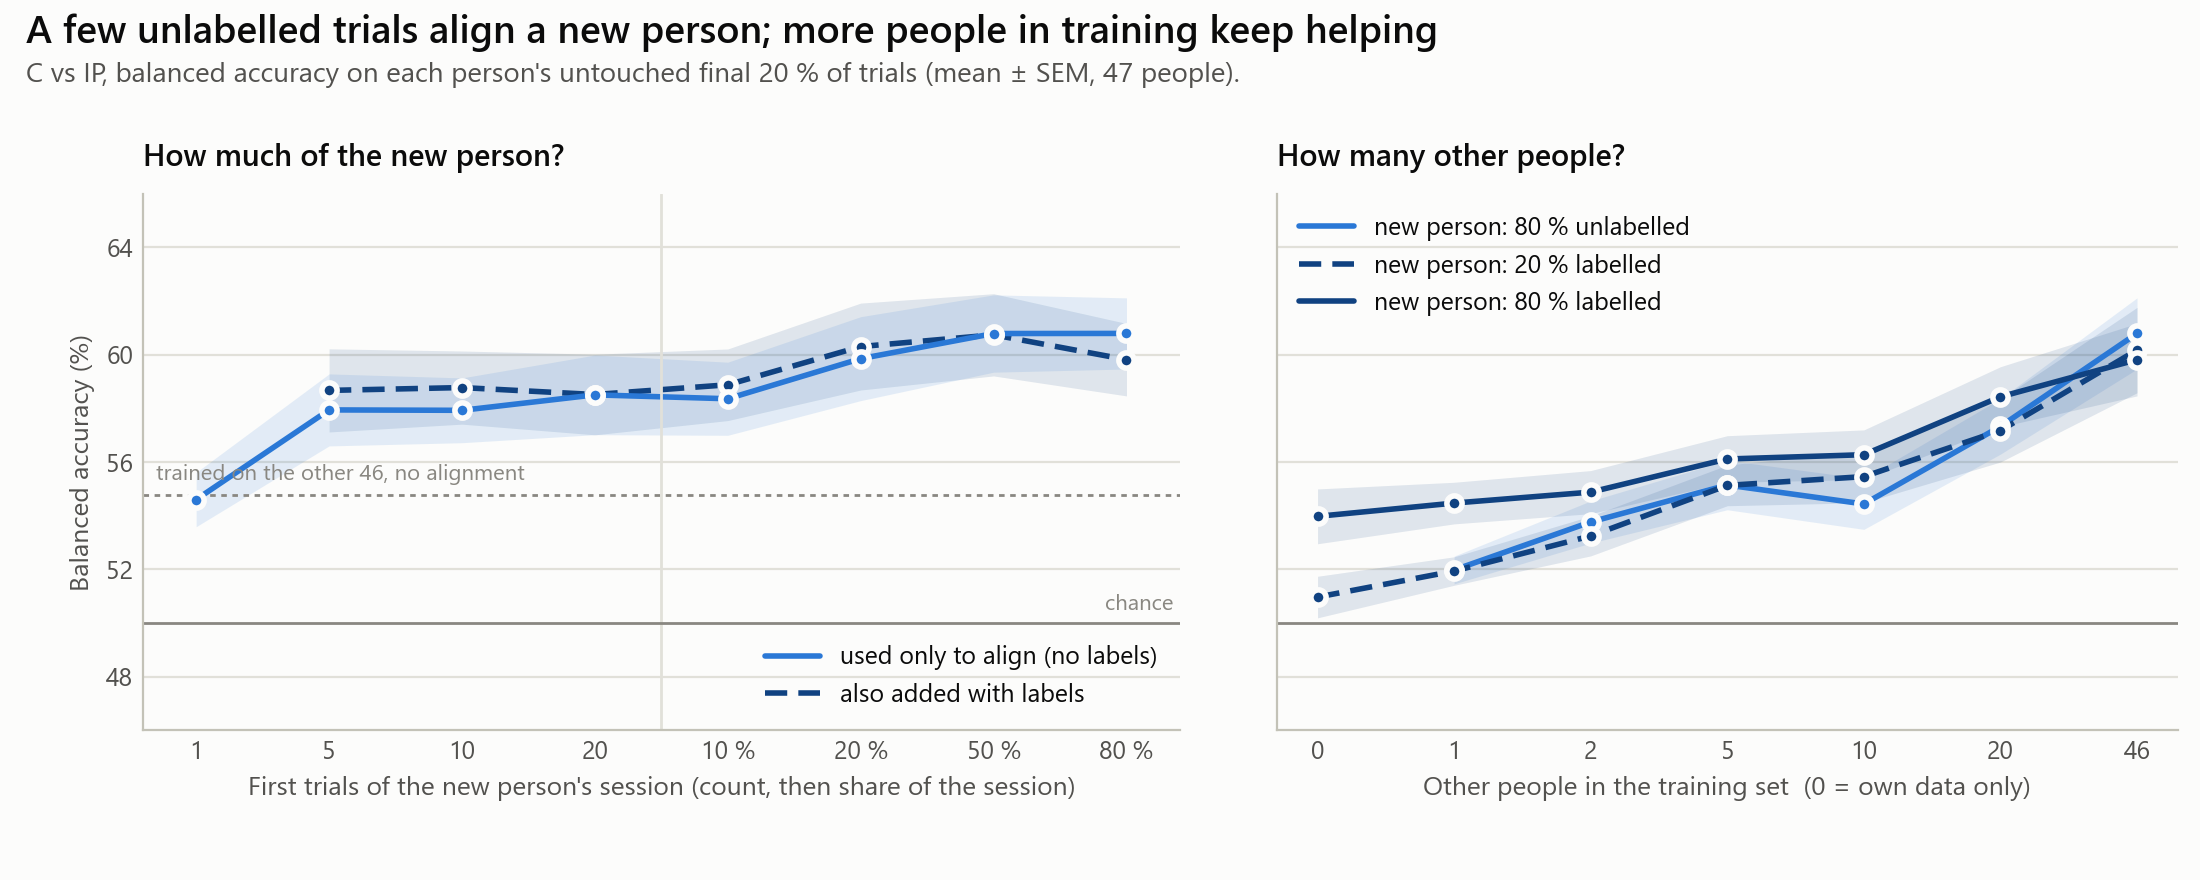 A few unlabelled trials align a new person; more people in training keep helping
C vs IP, balanced accuracy on each person's untouched final 20 % of trials (mean ± SEM, 47 people).
How much of the new person?
Balanced accuracy (%)
64
60
56
52
48
trained on the other 46, no alignment
chance
used only to align (no labels)
also added with labels
1 5 10 20 10 % 20 % 50 % 80 %
First trials of the new person's session (count, then share of the session)
How many other people?
new person: 80 % unlabelled
new person: 20 % labelled
new person: 80 % labelled
0 1 2 5 10 20 46
Other people in the training set (0 = own data only)